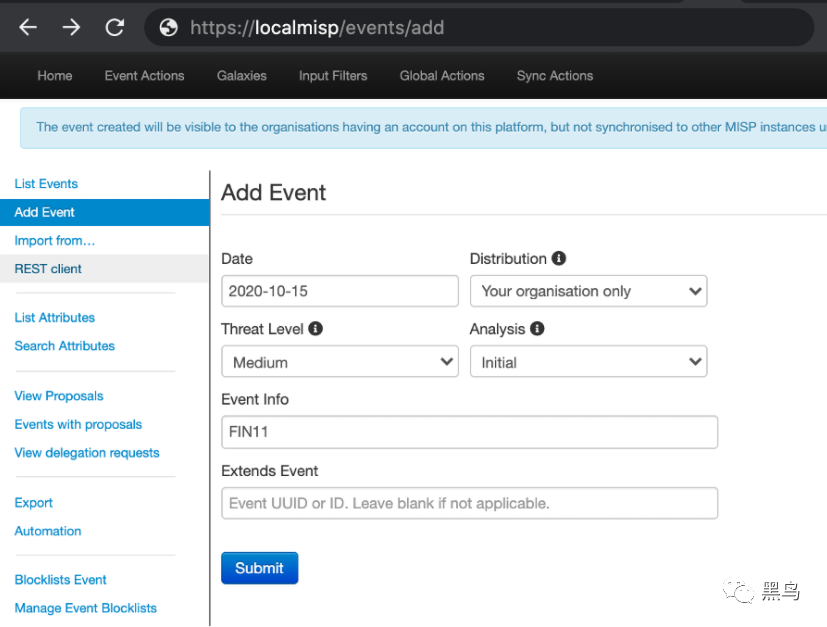 https://localmisp/events/add
Home Event Actions Galaxies Input Filters Global Actions Sync Actions
The event created will be visible to the organisations having an account on this platform, but not synchronised to other MISP instances u
List Events
Add Event
Import from…
REST client
List Attributes
Search Attributes
View Proposals
Events with proposals
View delegation requests
Export
Automation
Blocklists Event
Manage Event Blocklists
Add Event
Date Distribution
2020-10-15 Your organisation only
Threat Level Analysis
Medium Initial
Event Info
FIN11
Extends Event
Event UUID or ID. Leave blank if not applicable.
Submit
黑鸟